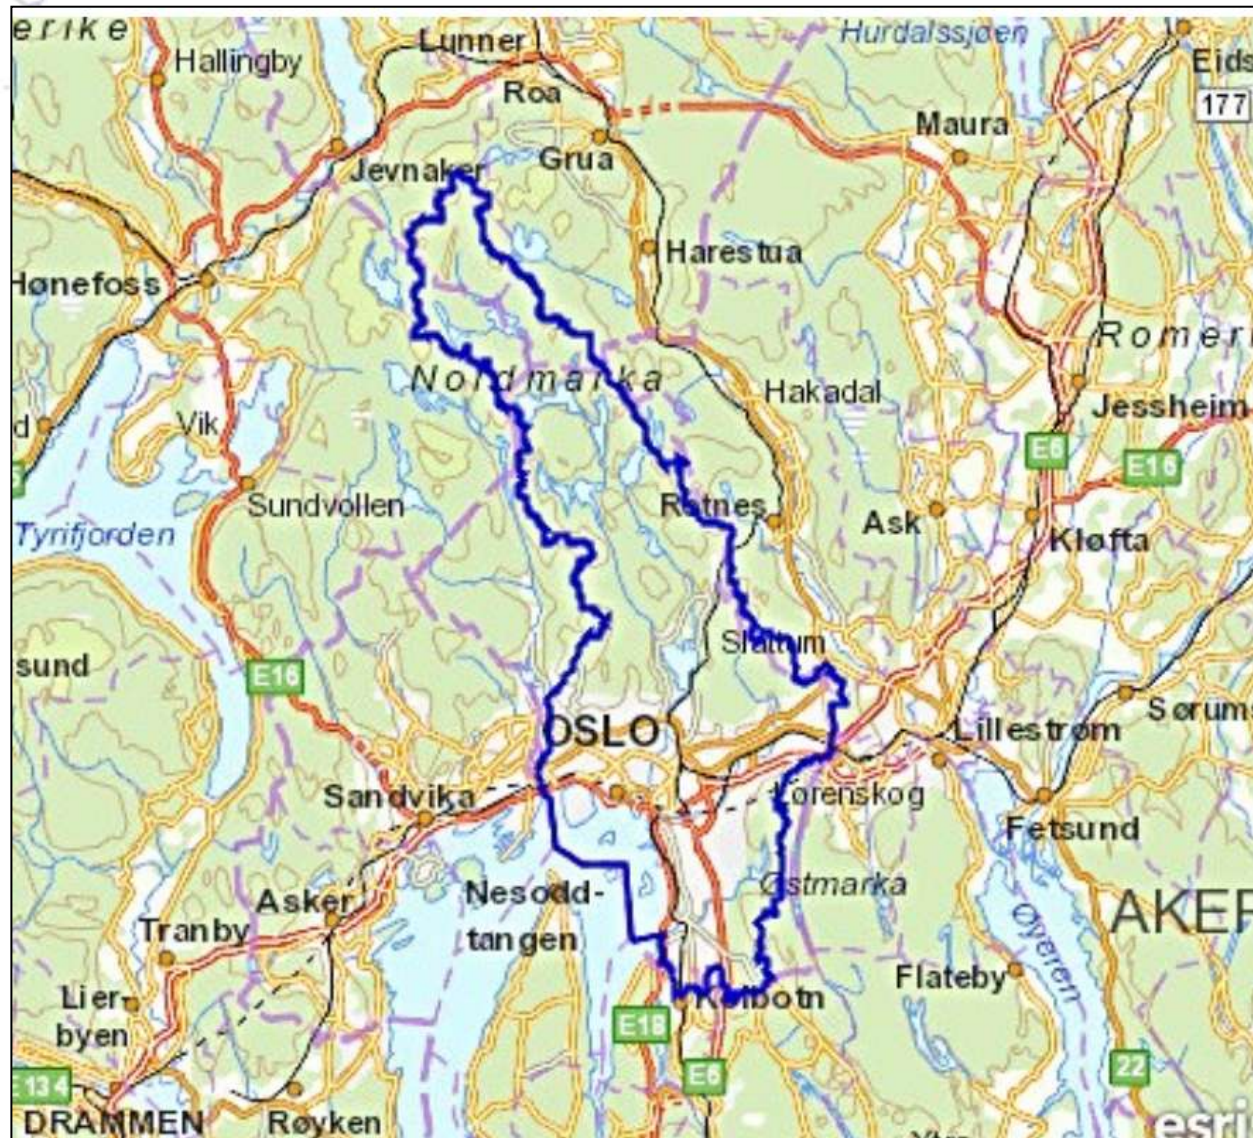 erike
Hallingby
Lunner
Hurdalssjøen
Eids
Roa
177
Maura
Grua
Jevnaker
Harestua
Hønefoss
Romeri
Nordmarka
Hakadal
Jessheim
d
Vik
E6
E16
Sundvollen
Rotnes
Ask
Tyrifjorden
Kløfta
Slattum
sund
E16
Sørum
OSLO
Lillestrøm
Sandvika
Lørenskog
Fetsund
Nesodd-
tangen
Østmarka
AKER
Asker
Tranby
Øyeren
Flateby
Lier-
byen
Kolbotn
E18
E6
22
E134
DRAMMEN
Røyken
esri